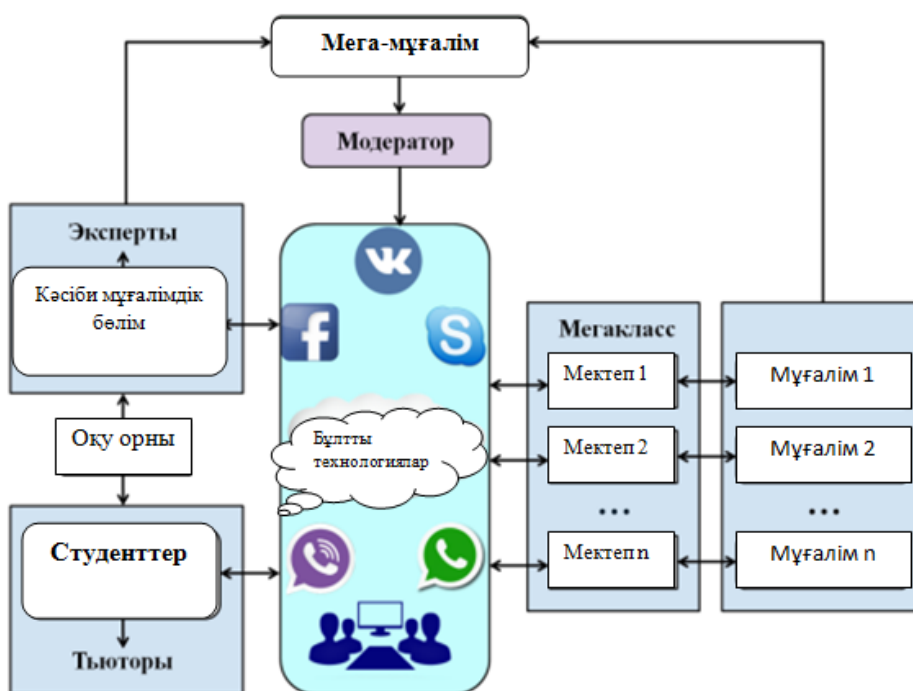 Мега-мұғалім
Модератор
Эксперты
Кәсіби мұғалімдік
бөлім
Оқу орны
Студенттер
Тьюторы
Бұлтты
технологиялар
Мегакласс
Мектеп 1
Мектеп 2
...
Мектеп n
Мұғалім 1
Мұғалім 2
...
Мұғалім n